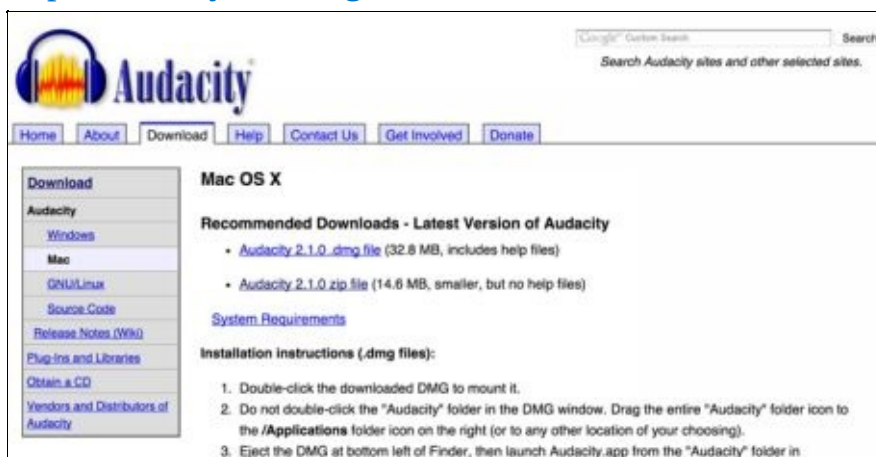 Google™ Custom Search
Search
Search Audacity sites and other selected sites.
Audacity
Home
About
Download
Help
Contact Us
Get Involved
Donate
Download
Audacity
Windows
Mac
GNU/Linux
Source Code
Release Notes (Wiki)
Plug-Ins and Libraries
Obtain a CD
Vendors and Distributors of
Audacity
Mac OS X
Recommended Downloads - Latest Version of Audacity
• Audacity 2.1.0 .dmg file (32.8 MB, includes help files)
• Audacity 2.1.0 zip file (14.6 MB, smaller, but no help files)
System Requirements
Installation instructions (.dmg files):
1. Double-click the downloaded DMG to mount it.
2. Do not double-click the "Audacity" folder in the DMG window. Drag the entire "Audacity" folder icon to
the /Applications folder icon on the right (or to any other location of your choosing).
3. Eject the DMG at bottom left of Finder, then launch Audacity.app from the "Audacity" folder in